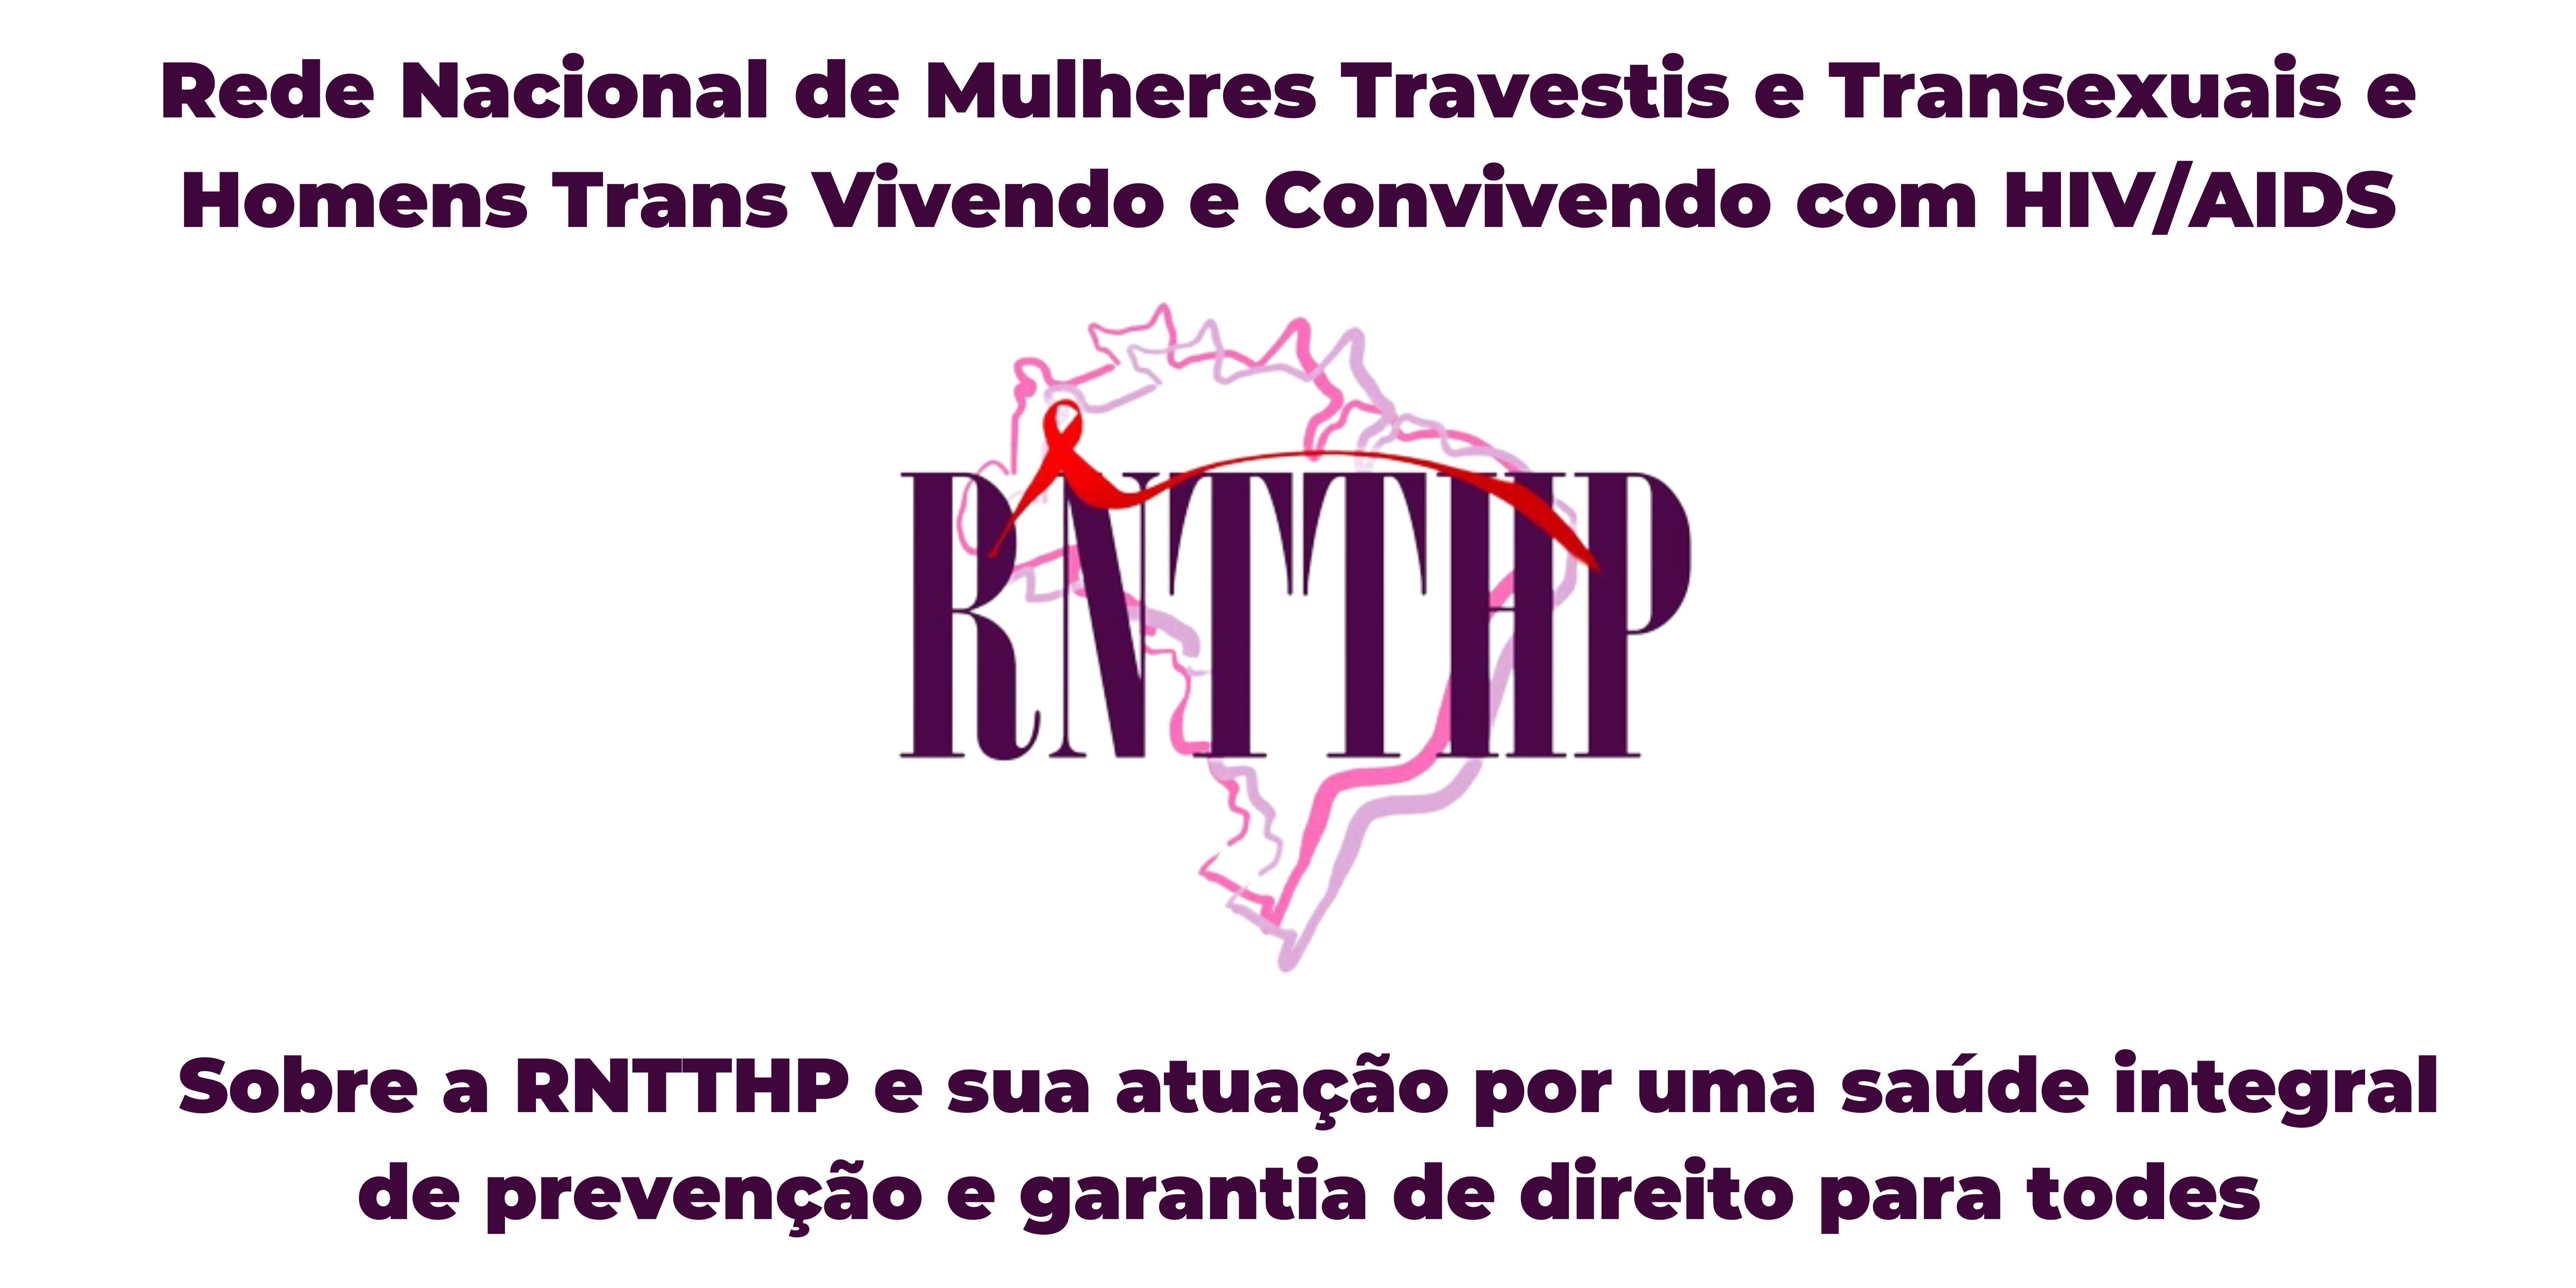 Rede Nacional de Mulheres Travestis e Transexuais e
Homens Trans Vivendo e Convivendo com HIV/AIDS
RNTTHP
Sobre a RNTTHP e sua atuação por uma saúde integral
de prevenção e garantia de direito para todes